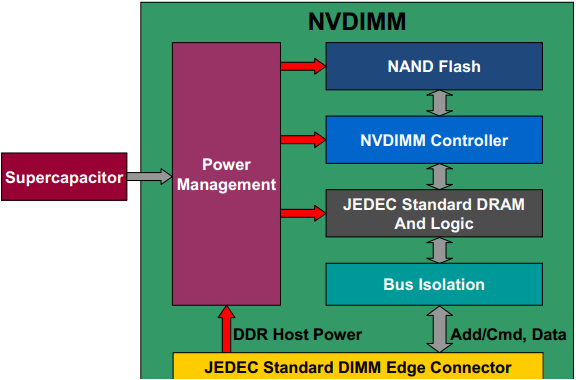 NVDIMM
NAND Flash
NVDIMM Controller
Power
Management
Supercapacitor
JEDEC Standard DRAM
And Logic
Bus Isolation
DDR Host Power
Add/Cmd, Data
JEDEC Standard DIMM Edge Connector